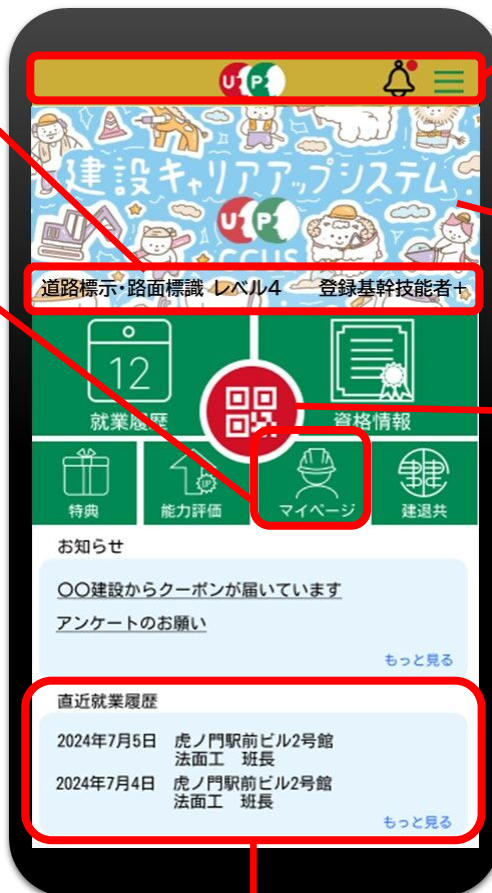 UP
建設キャリアアップシステム
UP
CCUS
道路標示・路面標識 レベル4 登録基幹技能者+
12
就業履歴
資格情報
UP
特典
能力評価
マイページ
建退共
お知らせ
〇〇建設からクーポンが届いています
アンケートのお願い
もっと見る
直近就業履歴
2024年7月5日 虎ノ門駅前ビル2号館
法面工 班長
2024年7月4日 虎ノ門駅前ビル2号館
法面工 班長
もっと見る